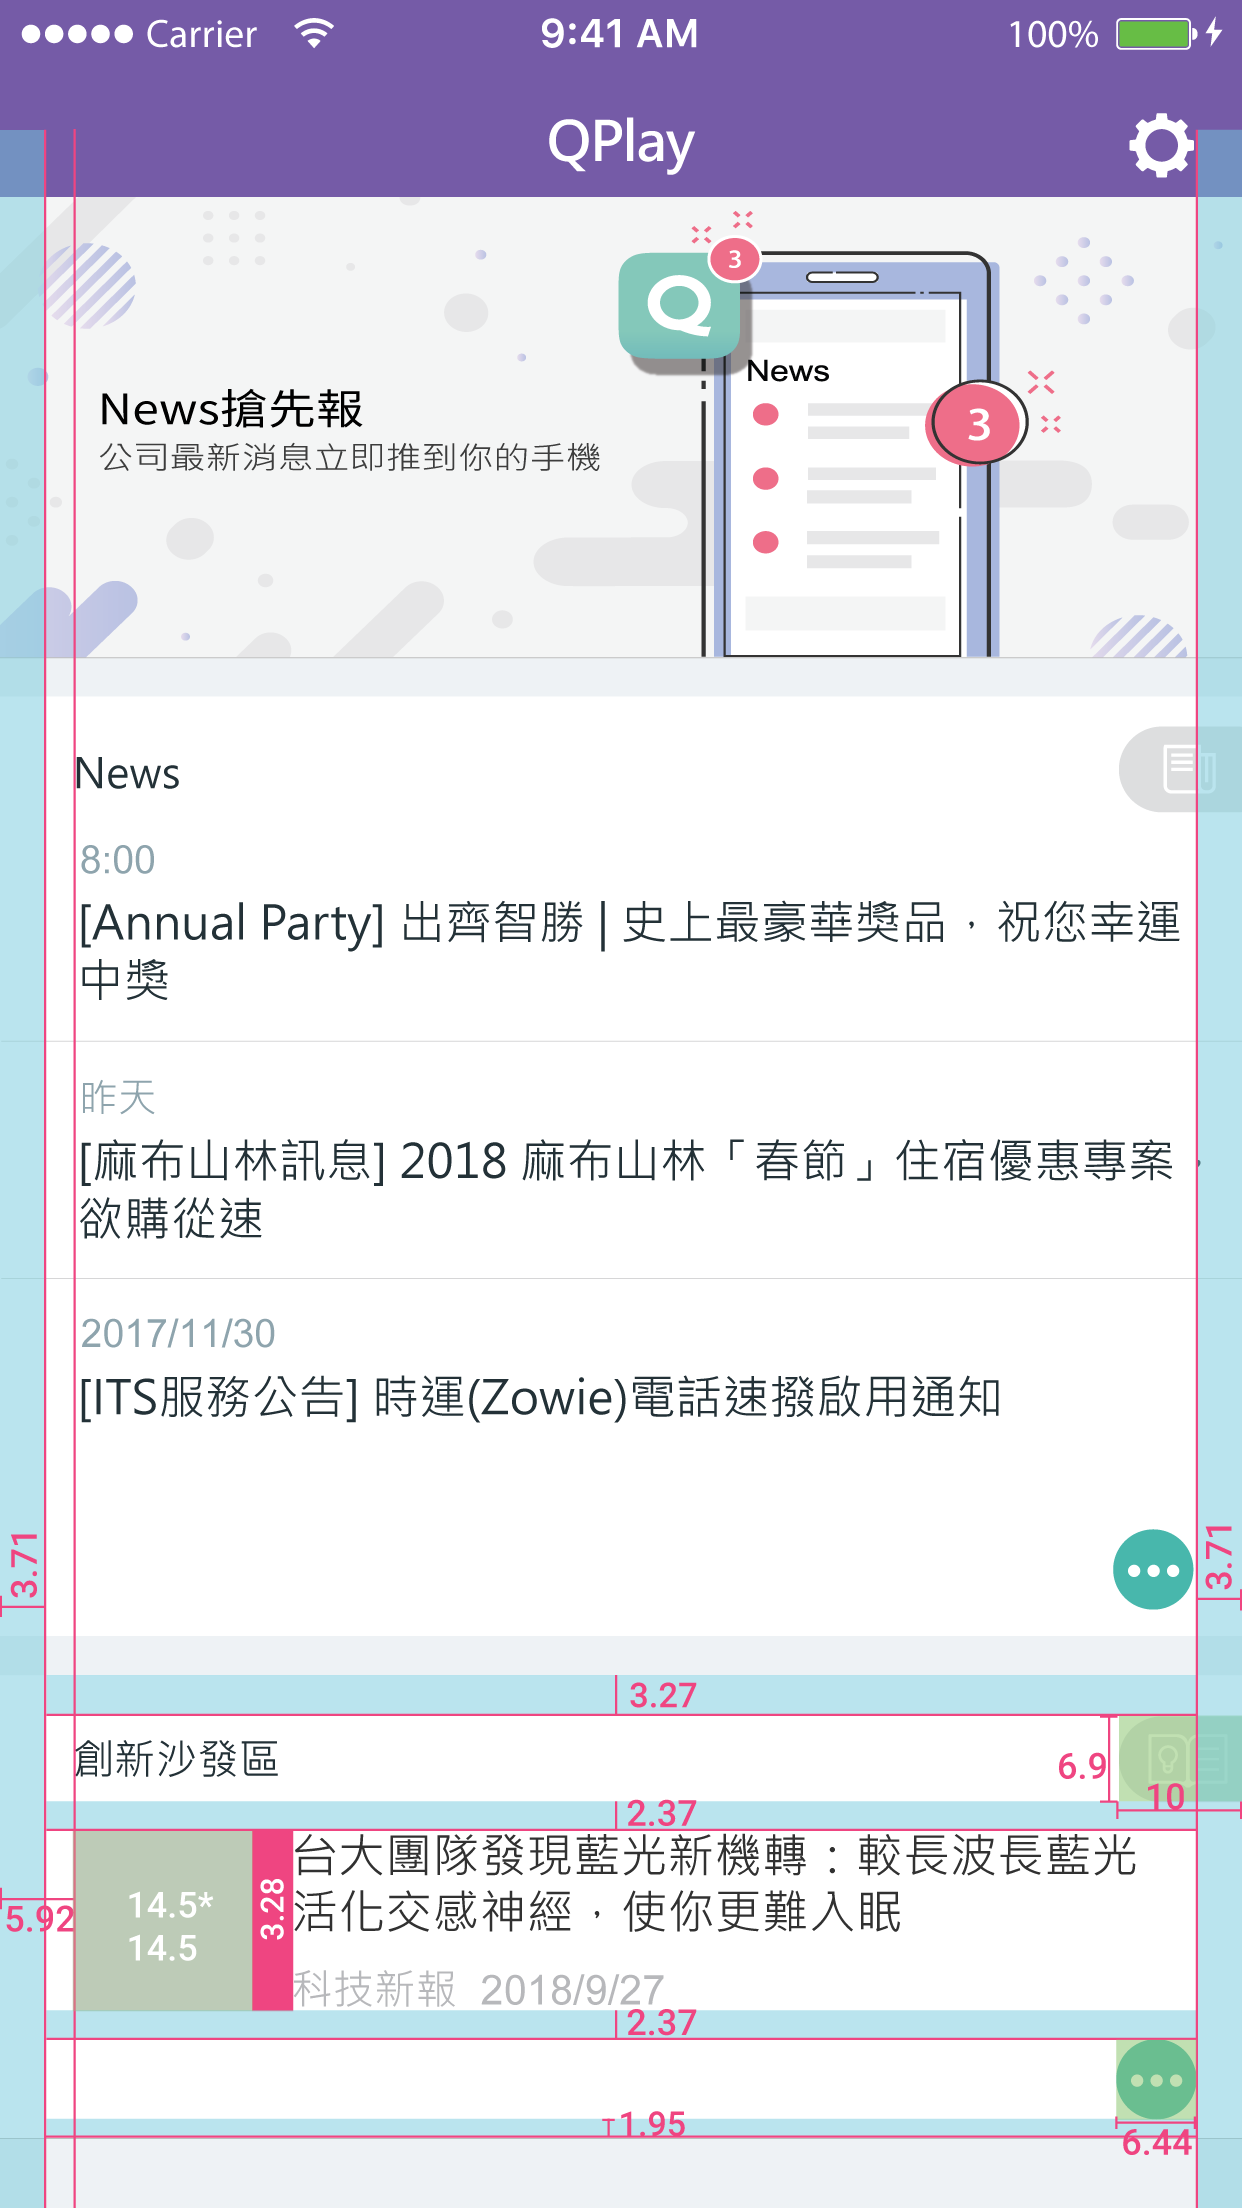 Carrier 9:41 AM 100%
QPlay
3
Q
News
3
News搶先報
公司最新消息立即推到你的手機
News
8:00
[Annual Party] 出齊智勝 | 史上最豪華獎品，祝您幸運
中獎
昨天
[麻布山林訊息] 2018 麻布山林「春節」住宿優惠專案，
欲購從速
2017/11/30
[ITS服務公告] 時運(Zowie)電話速撥啟用通知
3.71
3.71
3.27
創新沙發區
6.9
10
2.37
台大團隊發現藍光新機轉：較長波長藍光
活化交感神經，使你更難入眠
14.5*
14.5
3.28
5.92
科技新報 2018/9/27
2.37
1.95
6.44